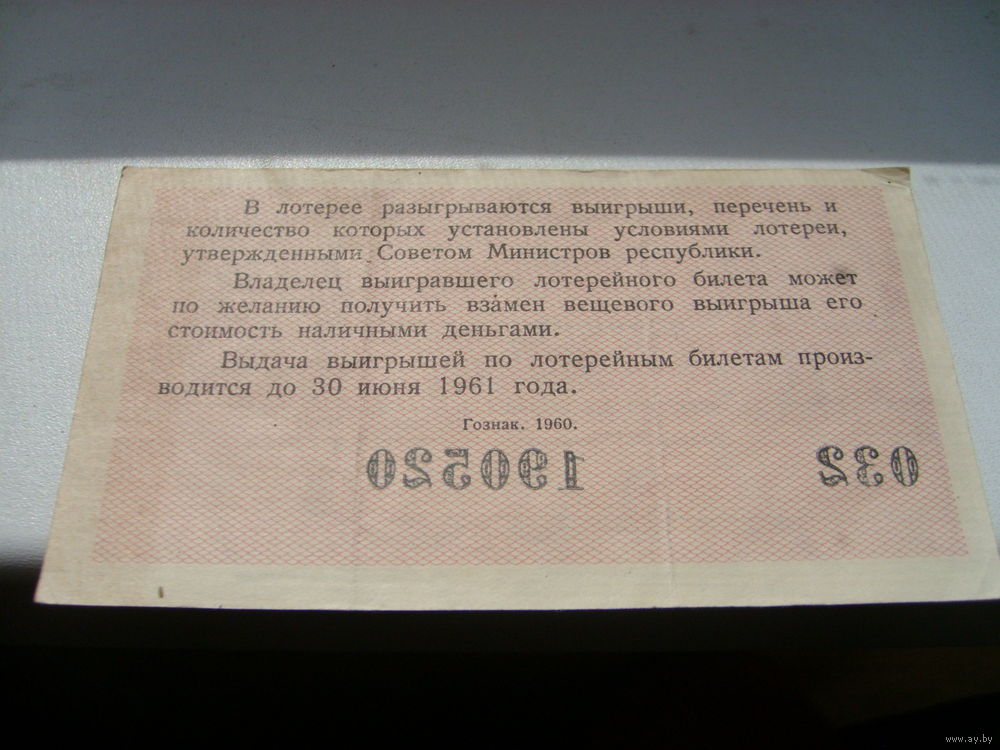 В лотерее разыгрываются выигрыши, перечень и
количество которых установлены условиями лотереи,
утвержденными Советом Министров республики.
Владелец выигравшего лотерейного билета может
по желанию получить взамен вещевого выигрыша его
стоимость наличными деньгами.
Выдача выигрышей по лотерейным билетам произ-
водится до 30 июня 1961 года.
Гознак. 1960.
190520 032
www.ay.by